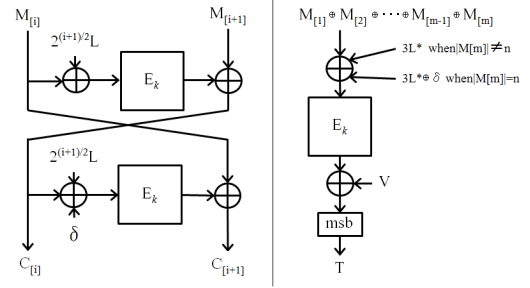 M[i] M[i+1]
2^(i+1)/2 L
E_k
2^(i+1)/2 L
E_k
δ
C[i] C[i+1]
M[1] ⊕ M[2] ⊕ ··· ⊕ M[m-1] ⊕ M[m]
3L* when|M[m]|≠n
3L*⊕ δ when|M[m]|=n
E_k
V
msb
T